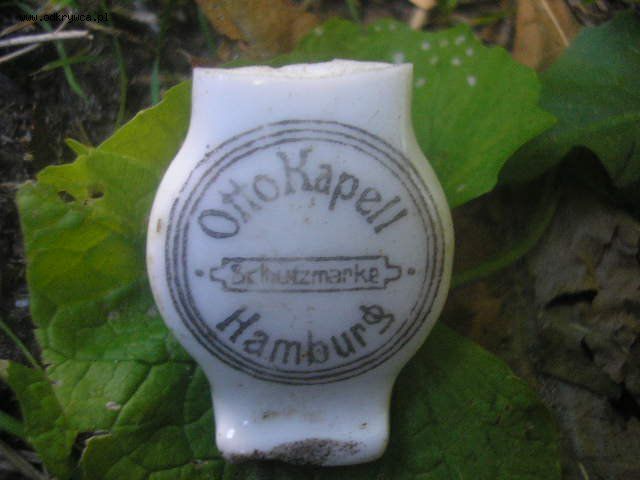 www.odkrywca.pl
Otto Kapell
Schutzmarke
Hamburg